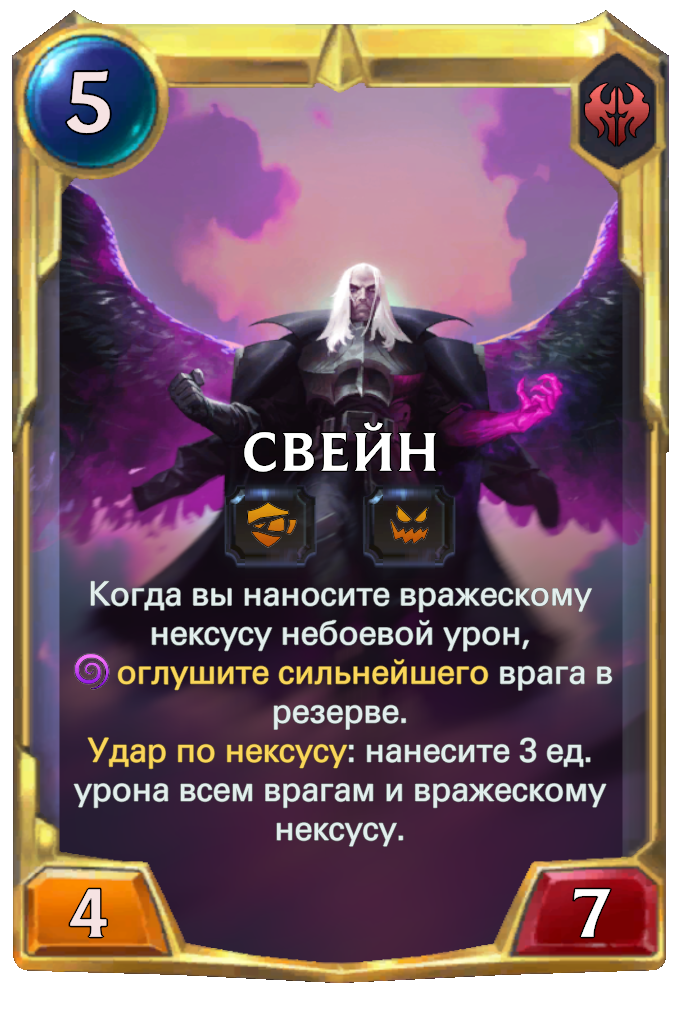 5
СВЕЙН
Когда вы наносите вражескому
нексусу небоевой урон,
оглушите сильнейшего врага в
резерве.
Удар по нексусу: нанесите 3 ед.
урона всем врагам и вражескому
нексусу.
4
7